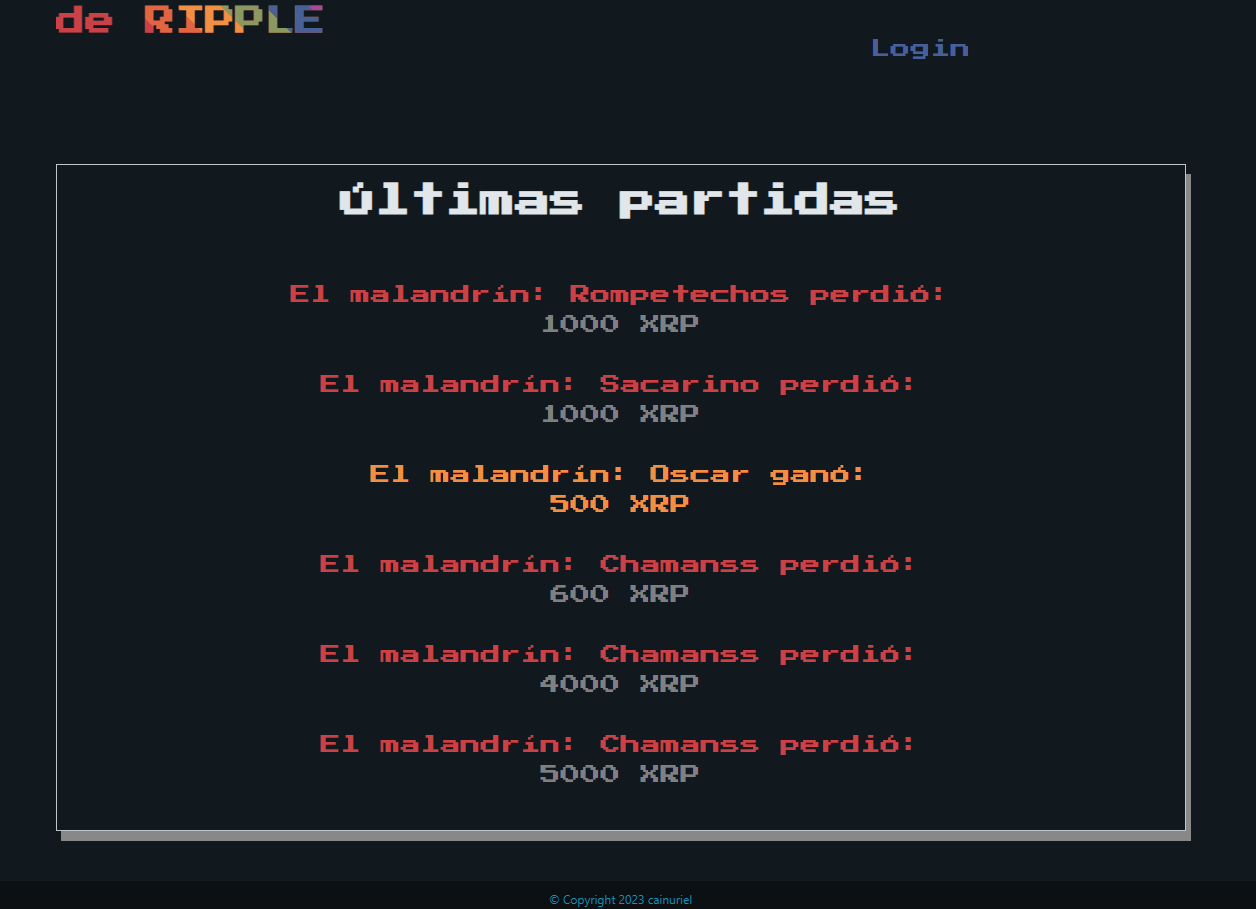 de RIPPLE
Login
Últimas partidas
El malandrín: Rompetechos perdió:
1000 XRP
El malandrín: Sacarino perdió:
1000 XRP
El malandrín: Oscar ganó:
500 XRP
El malandrín: Chamanss perdió:
600 XRP
El malandrín: Chamanss perdió:
4000 XRP
El malandrín: Chamanss perdió:
5000 XRP
© Copyright 2023 cainuriel